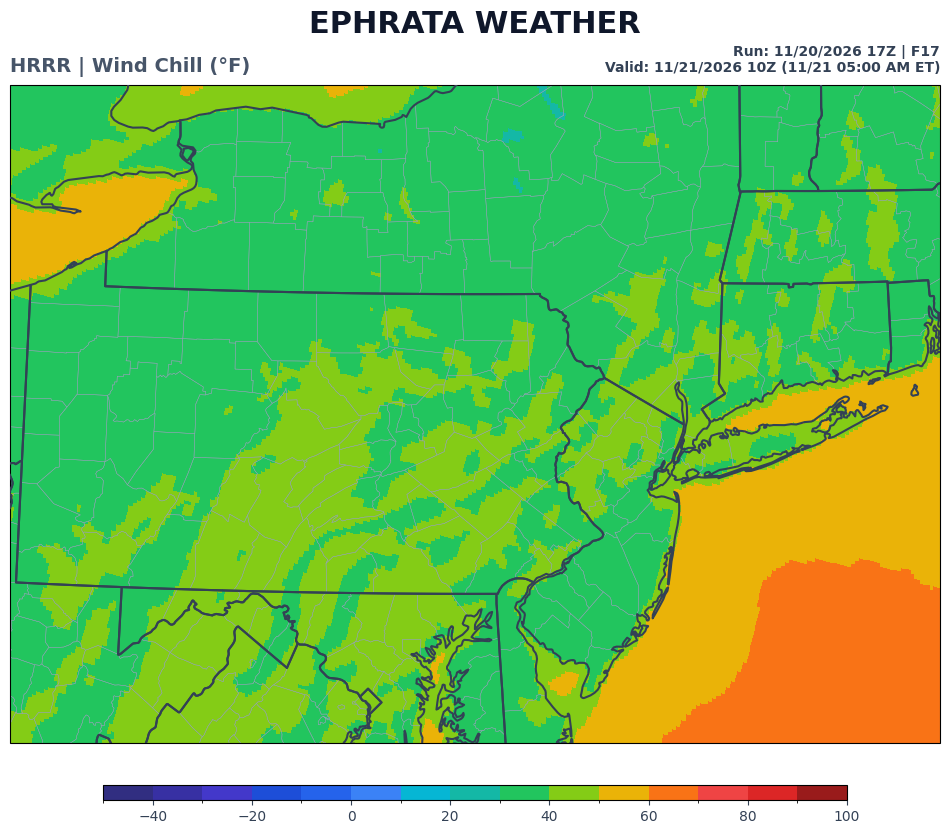 EPHRATA WEATHER
HRRR | Wind Chill (°F)
Run: 11/20/2026 17Z | F17
Valid: 11/21/2026 10Z (11/21 05:00 AM ET)
−40 −20 0 20 40 60 80 100